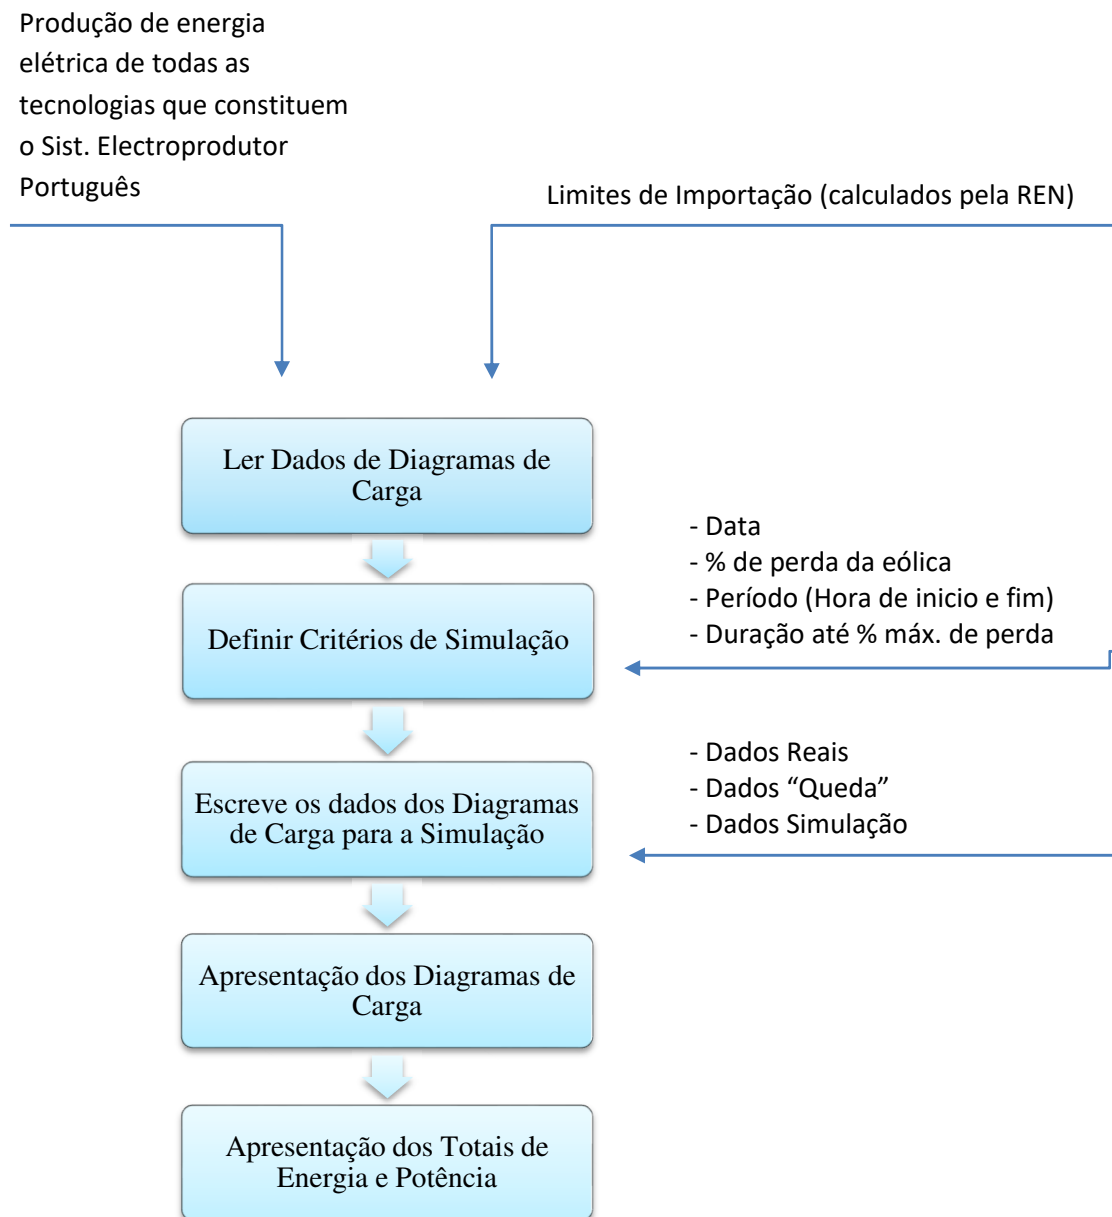 Produção de energia
elétrica de todas as
tecnologias que constituem
o Sist. Electroprodutor
Português
Limites de Importação (calculados pela REN)
Ler Dados de Diagramas de
Carga
- Data
- % de perda da eólica
- Período (Hora de inicio e fim)
- Duração até % máx. de perda
Definir Critérios de Simulação
- Dados Reais
- Dados “Queda”
- Dados Simulação
Escreve os dados dos Diagramas
de Carga para a Simulação
Apresentação dos Diagramas de
Carga
Apresentação dos Totais de
Energia e Potência